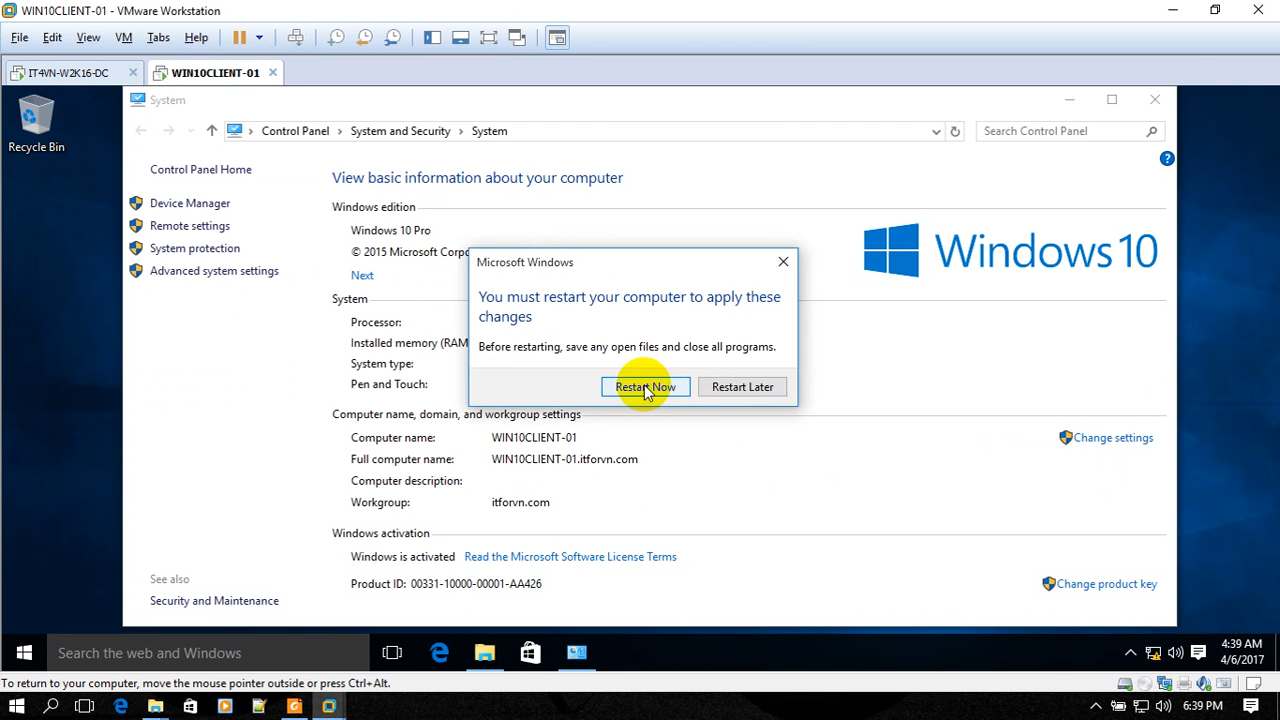 WIN10CLIENT-01 - VMware Workstation
File Edit View VM Tabs Help
IT4VN-W2K16-DC
WIN10CLIENT-01
Recycle Bin
System
Control Panel System and Security System
Search Control Panel
Control Panel Home
Device Manager
Remote settings
System protection
Advanced system settings
See also
Security and Maintenance
View basic information about your computer
Windows edition
Windows 10 Pro
© 2015 Microsoft Corp
Next
Windows 10
System
Processor:
Installed memory (RAM
System type:
Pen and Touch:
Microsoft Windows
You must restart your computer to apply these
changes
Before restarting, save any open files and close all programs.
Restart Now
Restart Later
Computer name, domain, and workgroup settings
Computer name: WIN10CLIENT-01
Change settings
Full computer name: WIN10CLIENT-01.itforvn.com
Computer description:
Workgroup: itforvn.com
Windows activation
Windows is activated Read the Microsoft Software License Terms
Product ID: 00331-10000-00001-AA426
Change product key
Search the web and Windows
4:39 AM
4/6/2017
To return to your computer, move the mouse pointer outside or press Ctrl+Alt.
6:39 PM